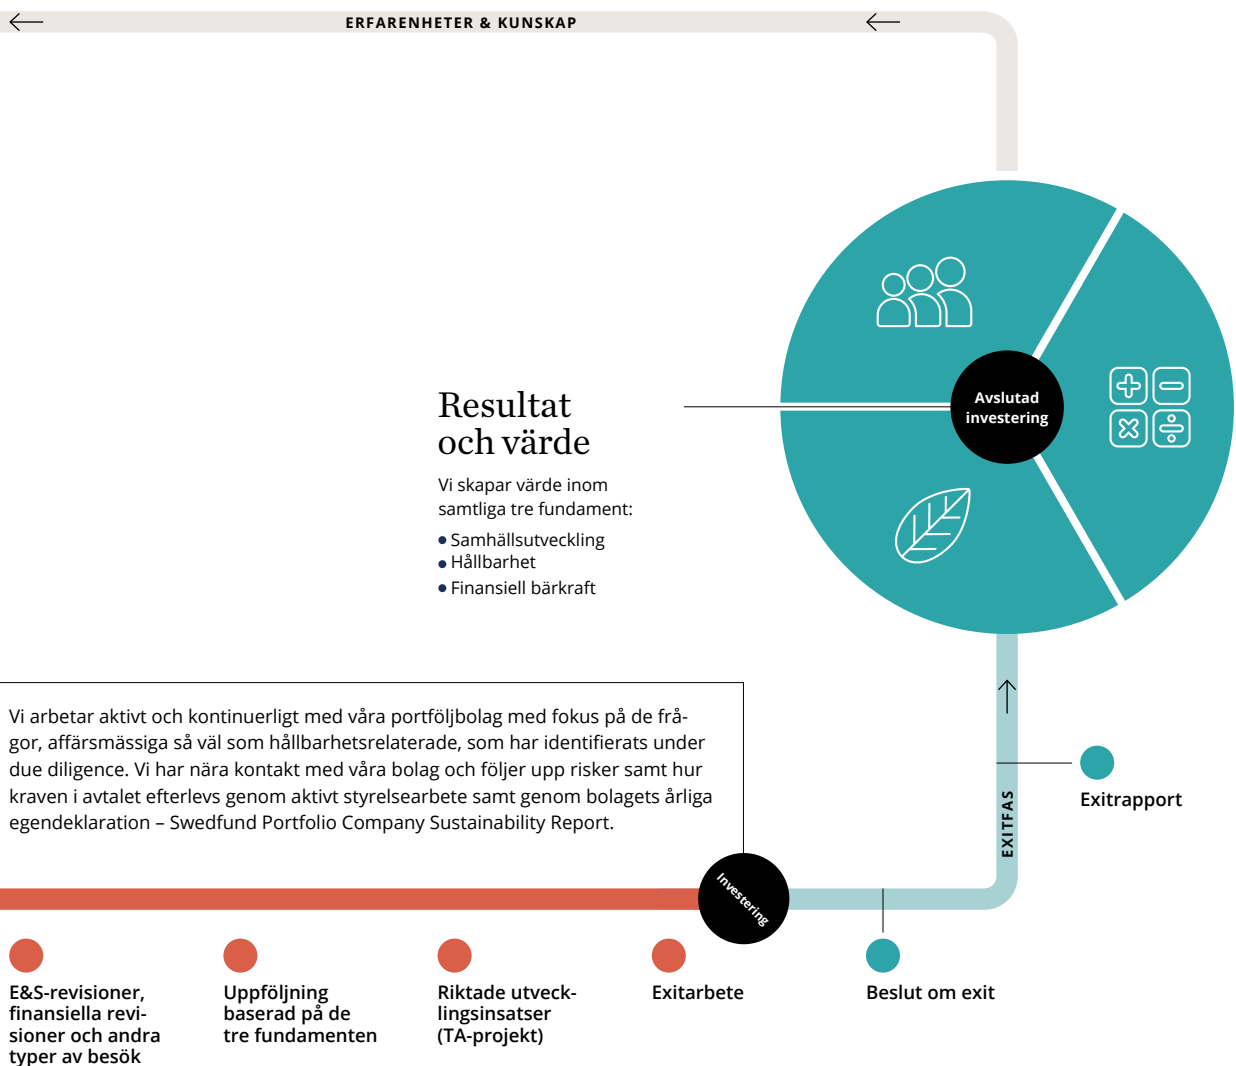 ERFARENHETER & KUNSKAP
Avslutad
investering
Resultat
och värde
Vi skapar värde inom
samtliga tre fundament:
• Samhällsutveckling
• Hållbarhet
• Finansiell bärkraft
Vi arbetar aktivt och kontinuerligt med våra portföljbolag med fokus på de frå-
gor, affärsmässiga så väl som hållbarhetsrelaterade, som har identifierats under
due diligence. Vi har nära kontakt med våra bolag och följer upp risker samt hur
kraven i avtalet efterlevs genom aktivt styrelsearbete samt genom bolagets årliga
egendeklaration – Swedfund Portfolio Company Sustainability Report.
Exitrapport
EXITFAS
Investering
E&S-revisioner,
finansiella revi-
sioner och andra
typer av besök
Uppföljning
baserad på de
tre fundamenten
Riktade utveck-
lingsinsatser
(TA-projekt)
Exitarbete
Beslut om exit